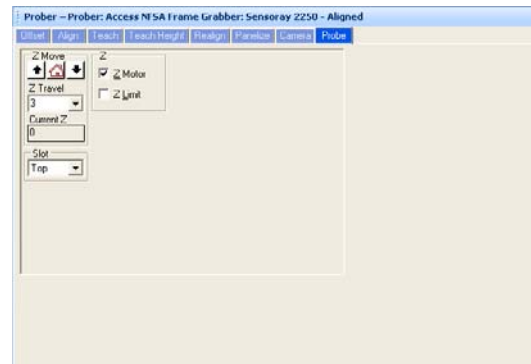 Prober – Prober: Access NFSA Frame Grabber: Sensoray 2250 - Aligned
Offset Align Teach Teach Height Realign Panelize Camera Probe
Z Move
Z
Z Motor
Z Travel
Z Limit
3
Current Z
0
Slot
Top